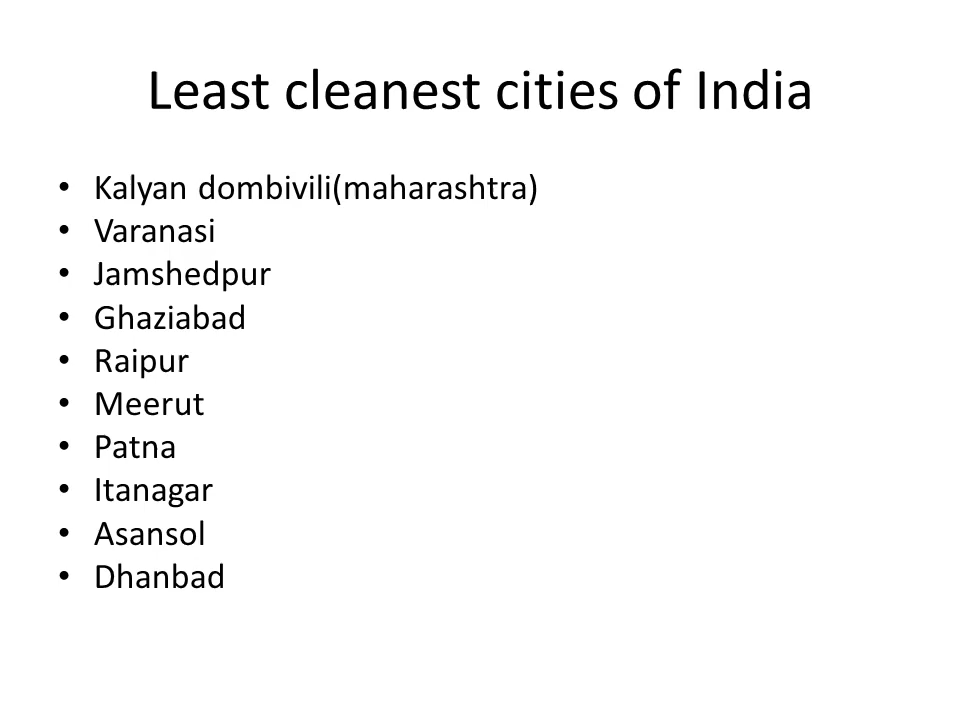 Least cleanest cities of India
• Kalyan dombivili(maharashtra)
• Varanasi
• Jamshedpur
• Ghaziabad
• Raipur
• Meerut
• Patna
• Itanagar
• Asansol
• Dhanbad